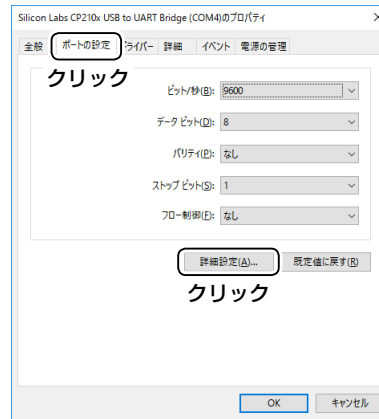 Silicon Labs CP210x USB to UART Bridge (COM4)のプロパティ
全般 ポートの設定 ドライバー 詳細 イベント 電源の管理
クリック
ビット/秒(B): 9600
データ ビット(D): 8
パリティ(P): なし
ストップ ビット(S): 1
フロー制御(F): なし
詳細設定(A)... 既定値に戻す(R)
クリック
OK キャンセル